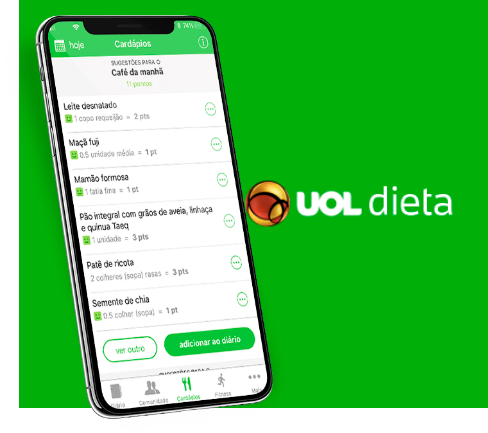 74%
hoje Cardápios
SUGESTÕES PARA O
Café da manhã
11 pontos
Leite desnatado
1 copo requeijão = 2 pts
Maçã fuji
0.5 unidade média = 1 pt
Mamão formosa
1 fatia fina = 1 pt
Pão integral com grãos de aveia, linhaça
e quinua Taeq
1 unidade = 3 pts
Patê de ricota
2 colheres (sopa) rasas = 3 pts
Semente de chia
0.5 colher (sopa) = 1 pt
ver outro adicionar ao diário
SUGESTÕES PARA O
Diário Comunidade Cardápios Fitness Mais
UOL dieta